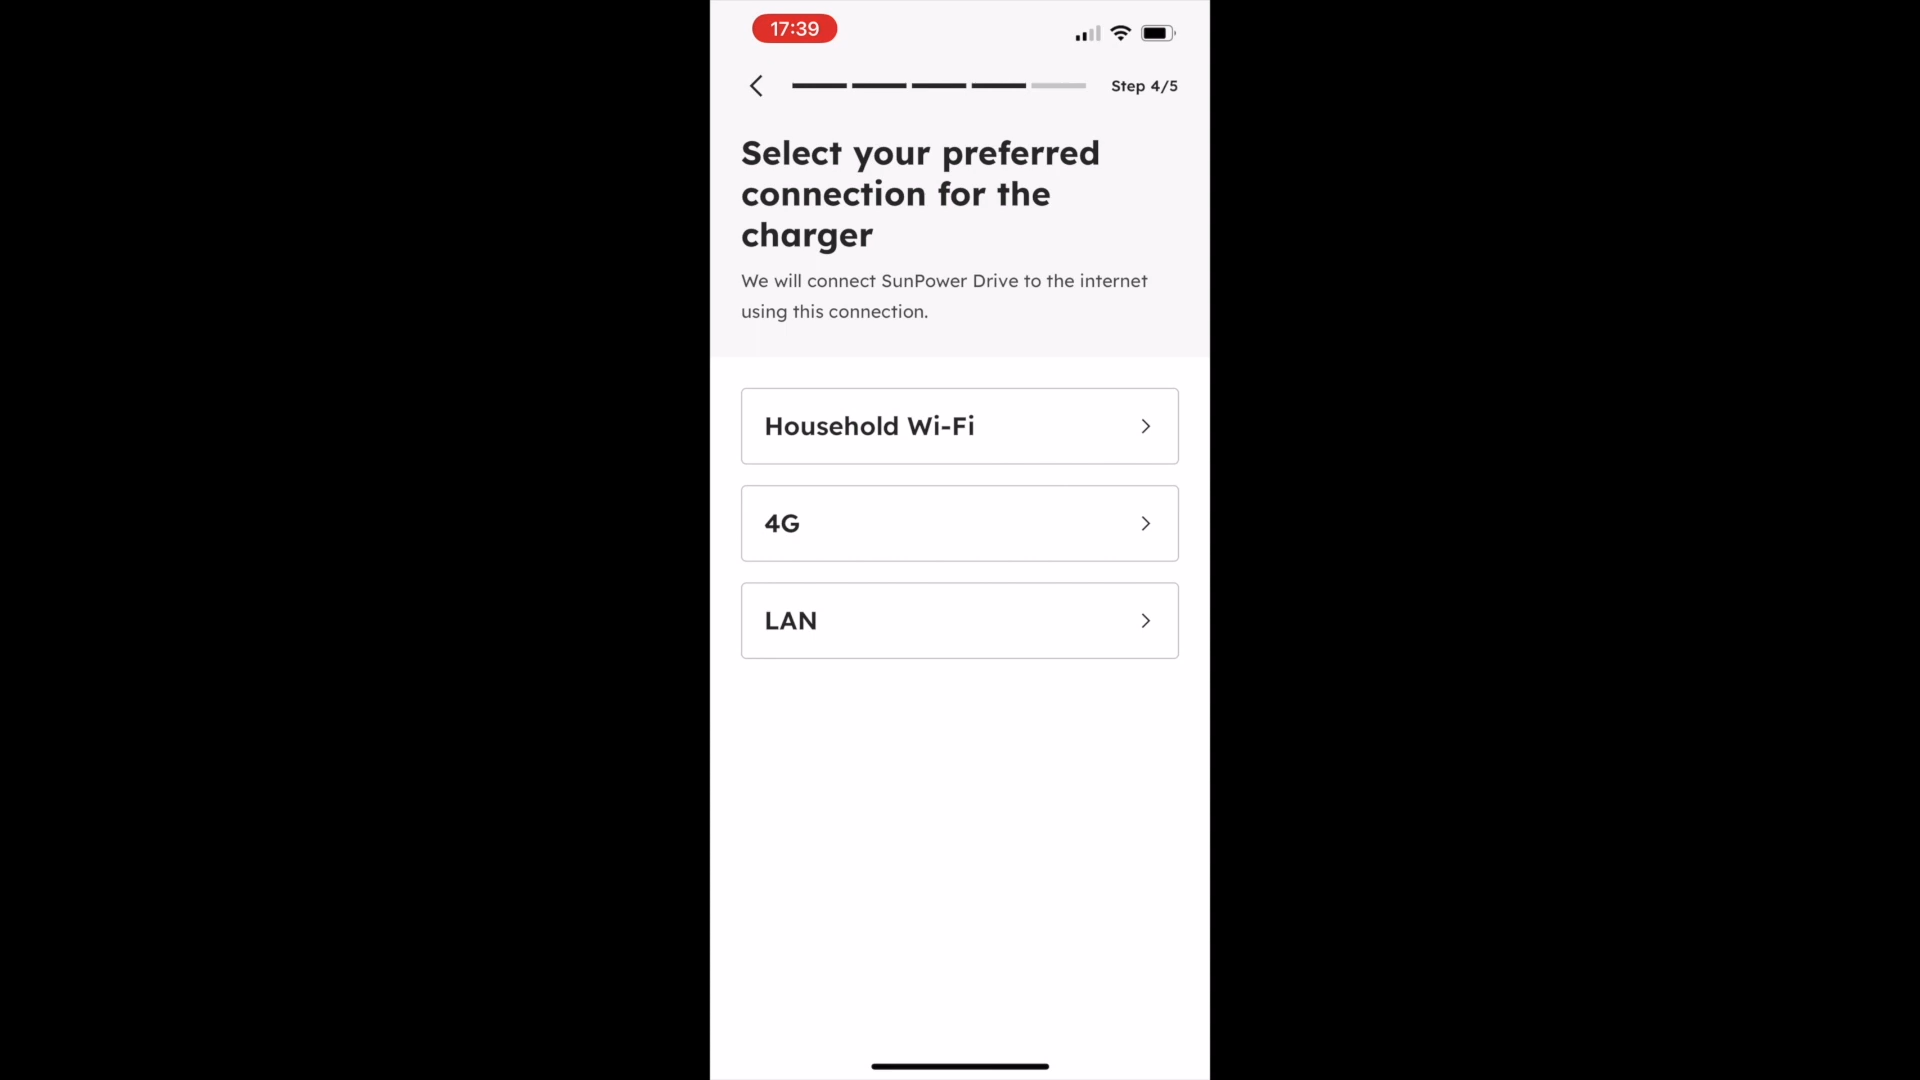 17:39
Step 4/5
Select your preferred
connection for the
charger
We will connect SunPower Drive to the internet
using this connection.
Household Wi-Fi
4G
LAN